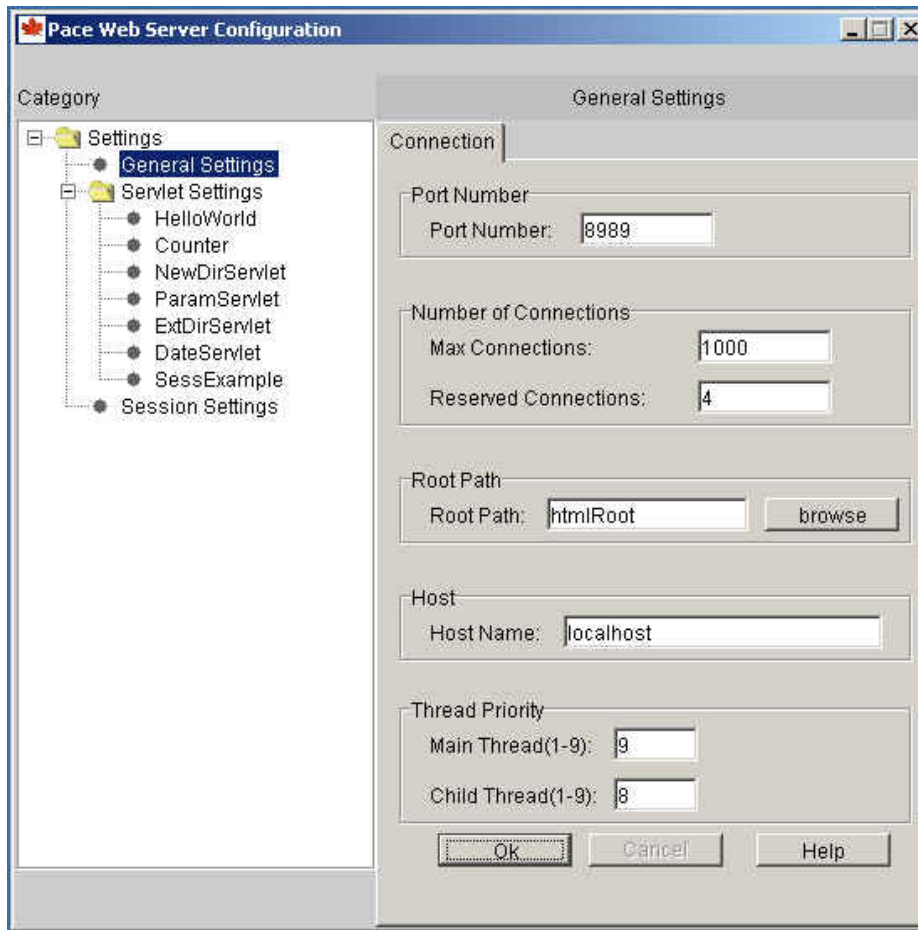 Pace Web Server Configuration
Category
General Settings
Settings
General Settings
Servlet Settings
HelloWorld
Counter
NewDirServlet
ParamServlet
ExtDirServlet
DateServlet
SessExample
Session Settings
Connection
Port Number
Port Number: 8989
Number of Connections
Max Connections: 1000
Reserved Connections: 4
Root Path
Root Path: htmlRoot browse
Host
Host Name: localhost
Thread Priority
Main Thread(1-9): 9
Child Thread(1-9): 8
Ok Cancel Help